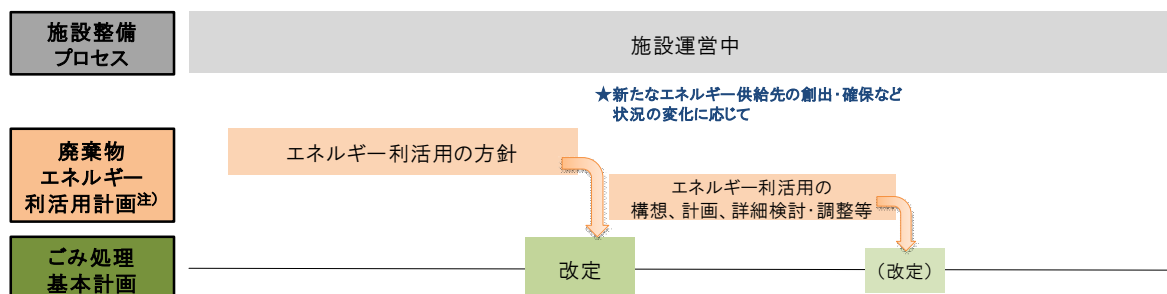 施設整備
プロセス
施設運営中
★新たなエネルギー供給先の創出・確保など
状況の変化に応じて
廃棄物
エネルギー
利活用計画注)
エネルギー利活用の方針
エネルギー利活用の
構想、計画、詳細検討・調整等
ごみ処理
基本計画
改定
（改定）